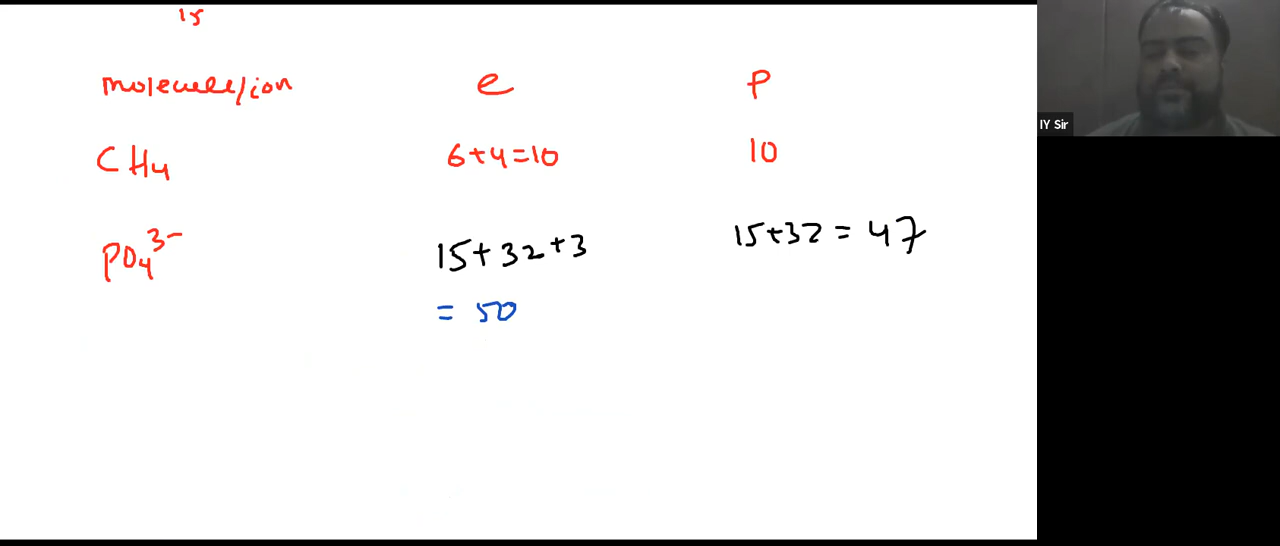 15
molecule/ion e P
IY Sir
CH4 6+4=10 10
PO4 3- 15+32+3 15+32 = 47
= 50